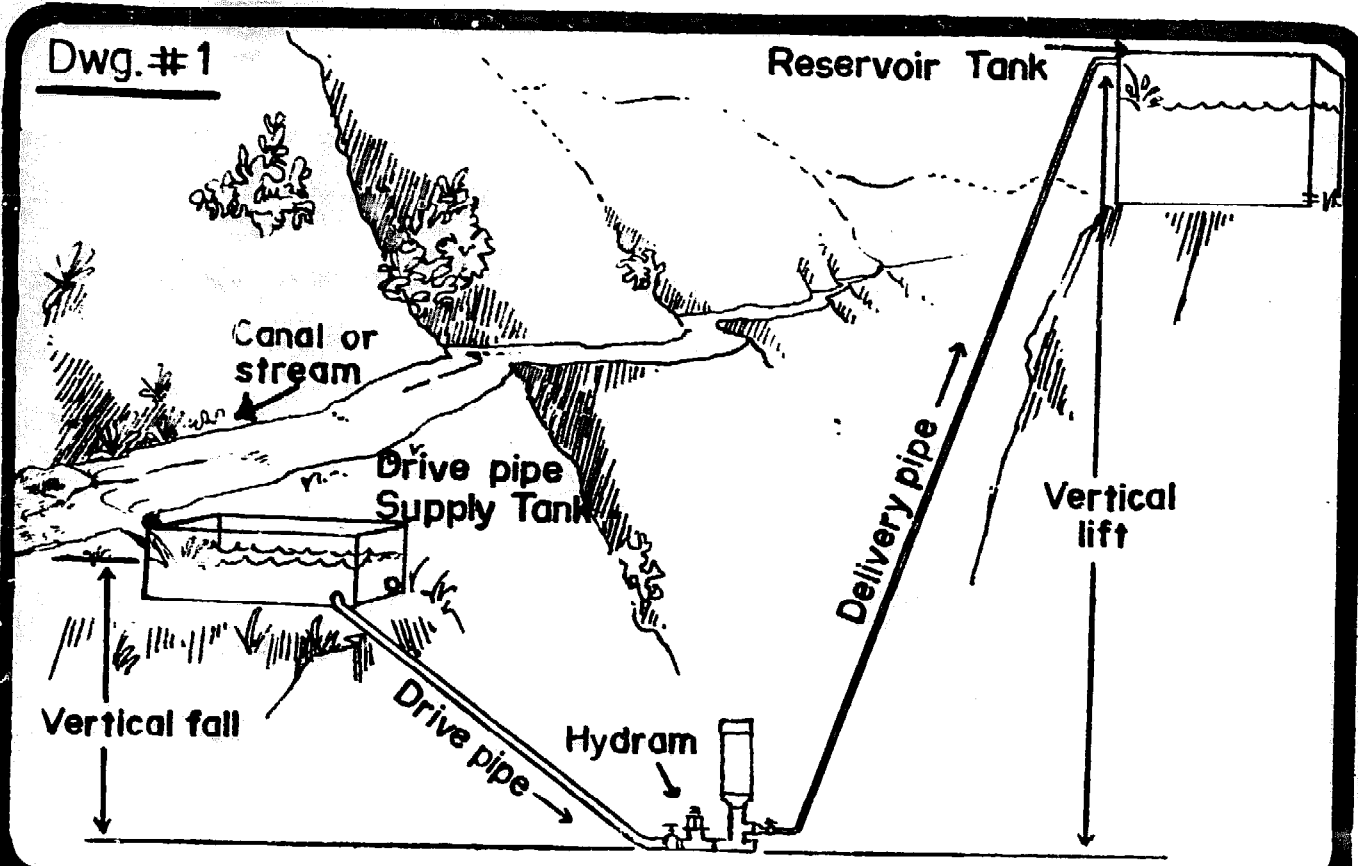 Dwg. #1
Reservoir Tank
Canal or
stream
Drive pipe
Supply Tank
Delivery pipe
Vertical
lift
Vertical fall
Drive pipe
Hydram